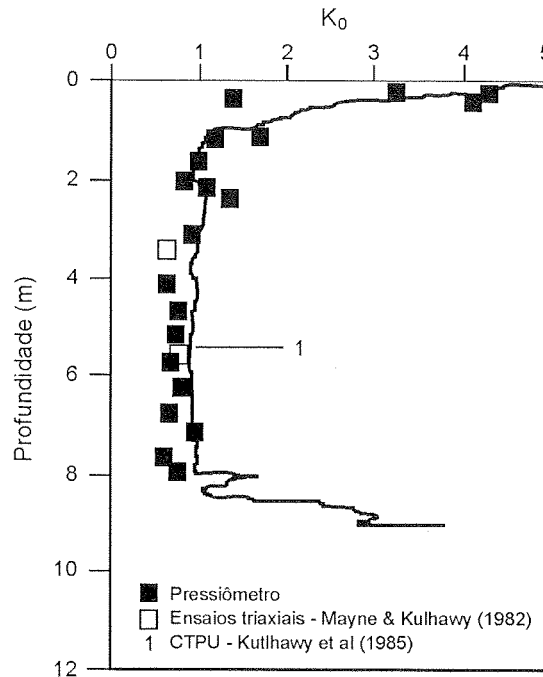 K0
0 1 2 3 4 5
0
2
4
6
8
10
12
Profundidade (m)
1
Pressiômetro
Ensaios triaxiais - Mayne & Kulhawy (1982)
1 CTPU - Kutlhawy et al (1985)